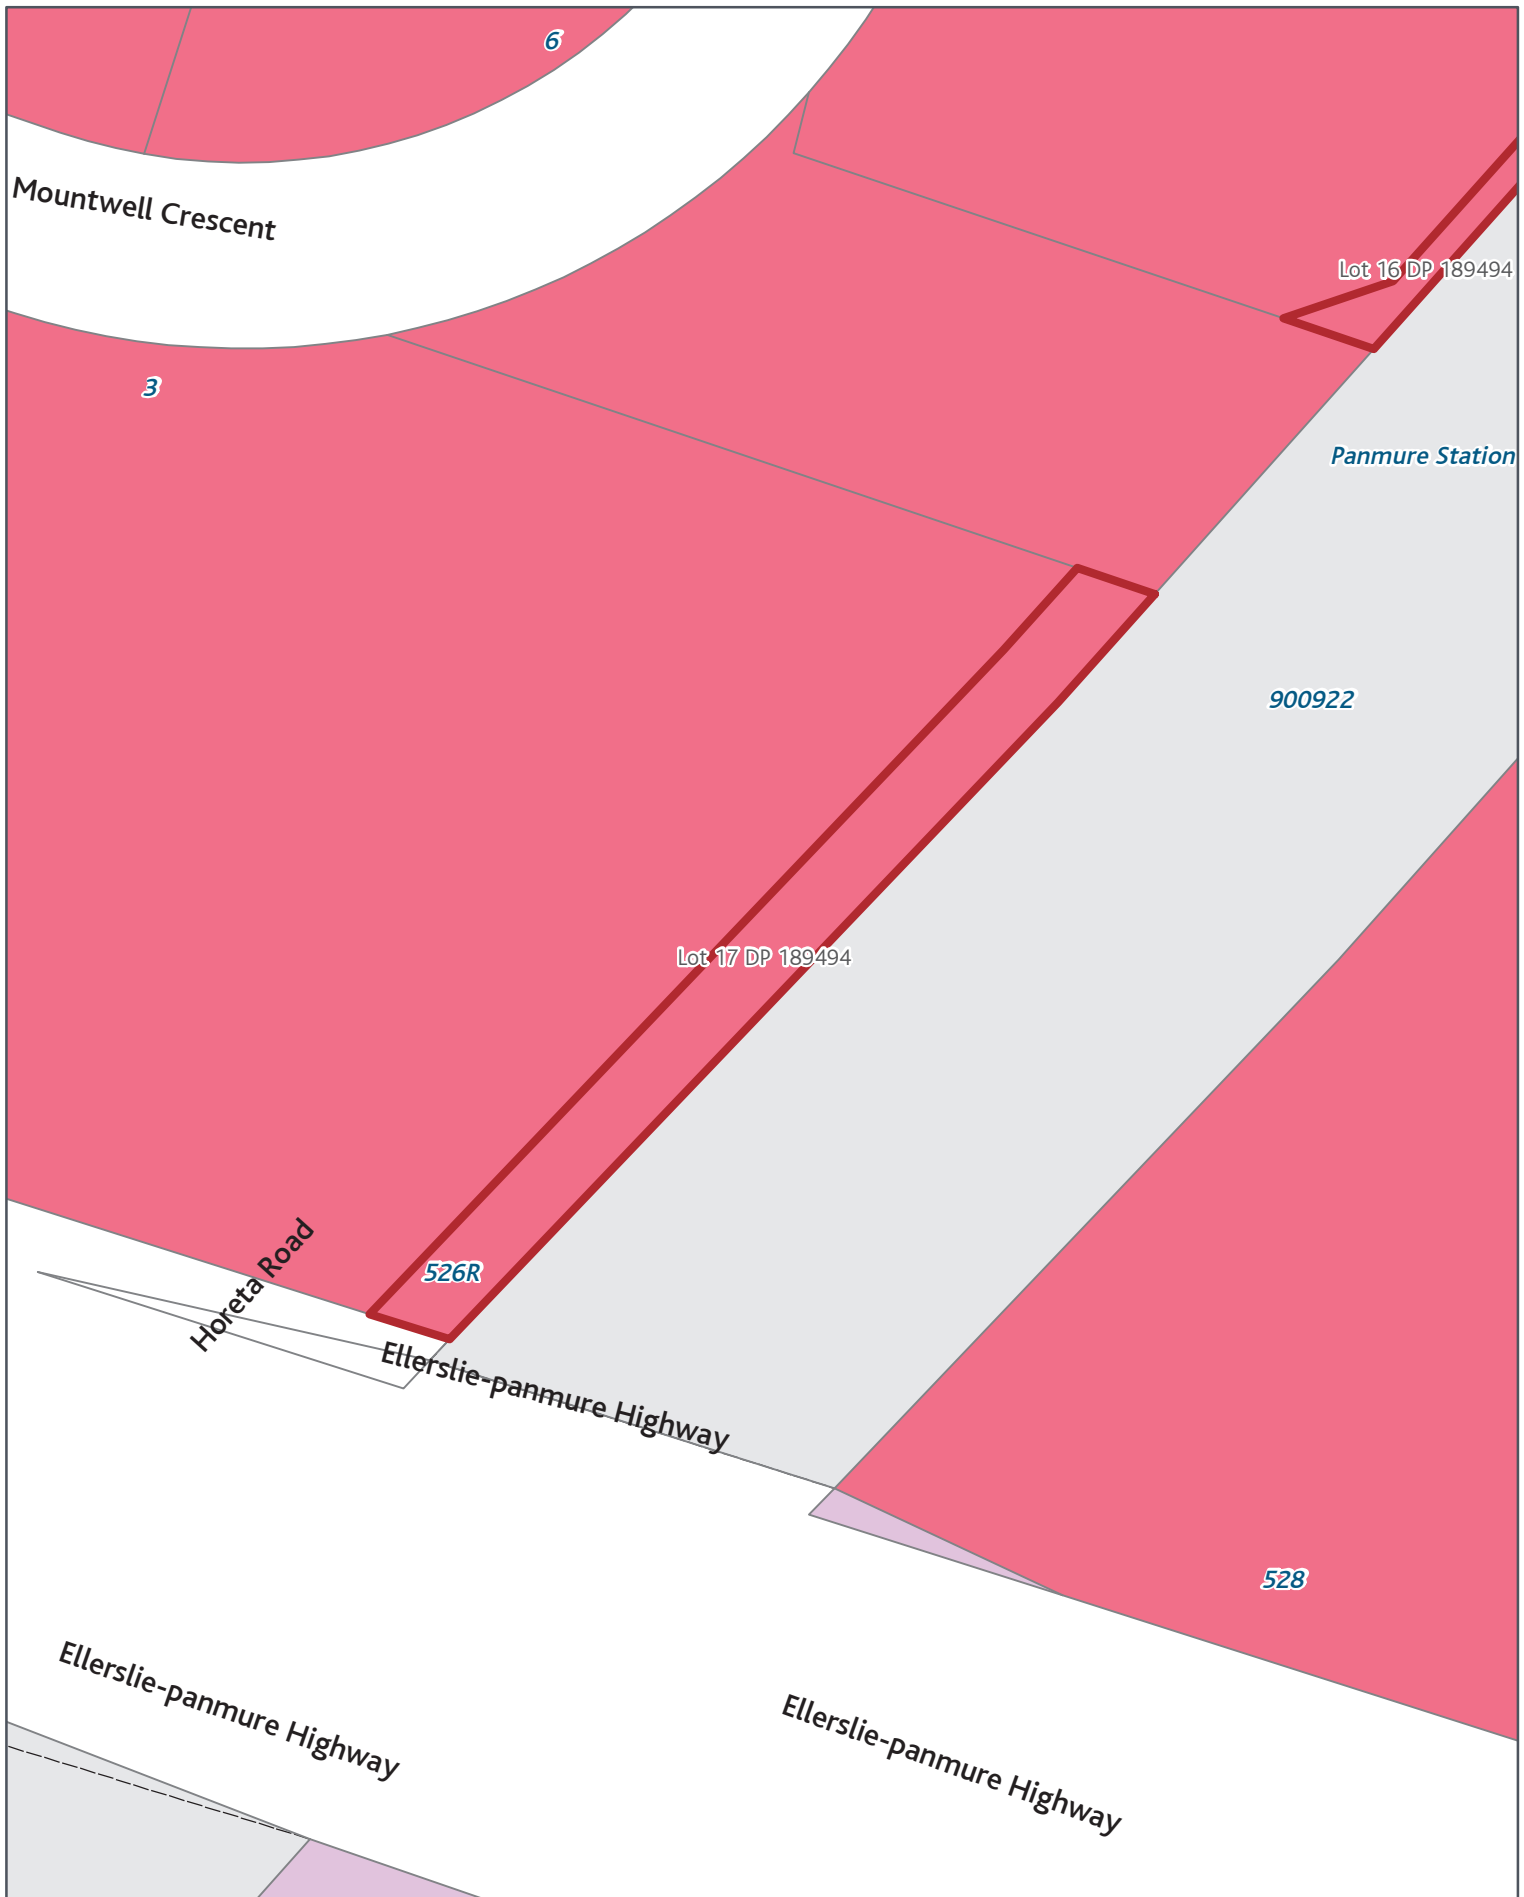 6
Mountwell Crescent
Lot 16 DP 189494
3
Panmure Station
900922
Lot 17 DP 189494
Horeta Road
526R
Ellerslie-panmure Highway
528
Ellerslie-panmure Highway
Ellerslie-panmure Highway